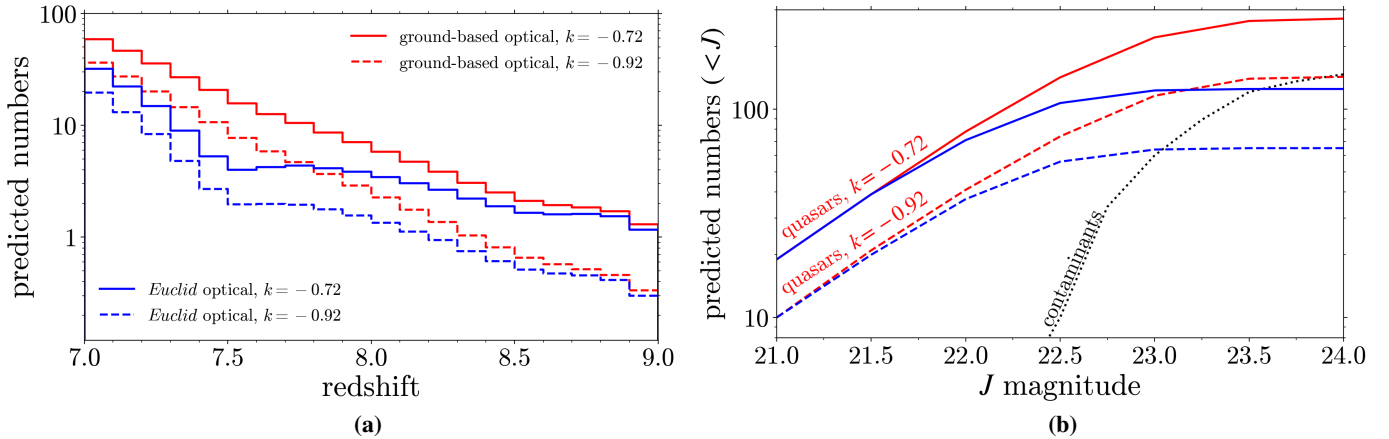 100
10
1
predicted numbers
ground-based optical, k = −0.72
ground-based optical, k = −0.92
Euclid optical, k = −0.72
Euclid optical, k = −0.92
7.0 7.5 8.0 8.5 9.0
redshift
(a)
100
10
predicted numbers (< J)
quasars, k = −0.72
quasars, k = −0.92
contaminants
21.0 21.5 22.0 22.5 23.0 23.5 24.0
J magnitude
(b)